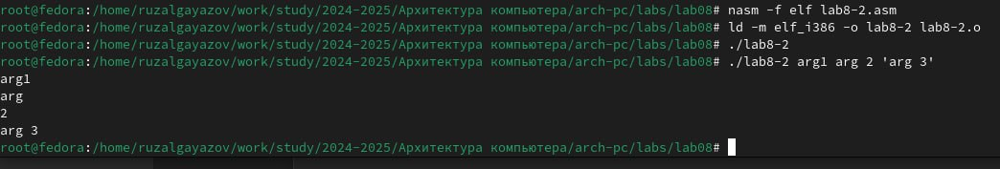 root@fedora:/home/ruzalgayazov/work/study/2024-2025/Архитектура компьютера/arch-pc/labs/lab08# nasm -f elf lab8-2.asm
root@fedora:/home/ruzalgayazov/work/study/2024-2025/Архитектура компьютера/arch-pc/labs/lab08# ld -m elf_i386 -o lab8-2 lab8-2.o
root@fedora:/home/ruzalgayazov/work/study/2024-2025/Архитектура компьютера/arch-pc/labs/lab08# ./lab8-2
root@fedora:/home/ruzalgayazov/work/study/2024-2025/Архитектура компьютера/arch-pc/labs/lab08# ./lab8-2 arg1 arg 2 'arg 3'
arg1
arg
2
arg 3
root@fedora:/home/ruzalgayazov/work/study/2024-2025/Архитектура компьютера/arch-pc/labs/lab08#